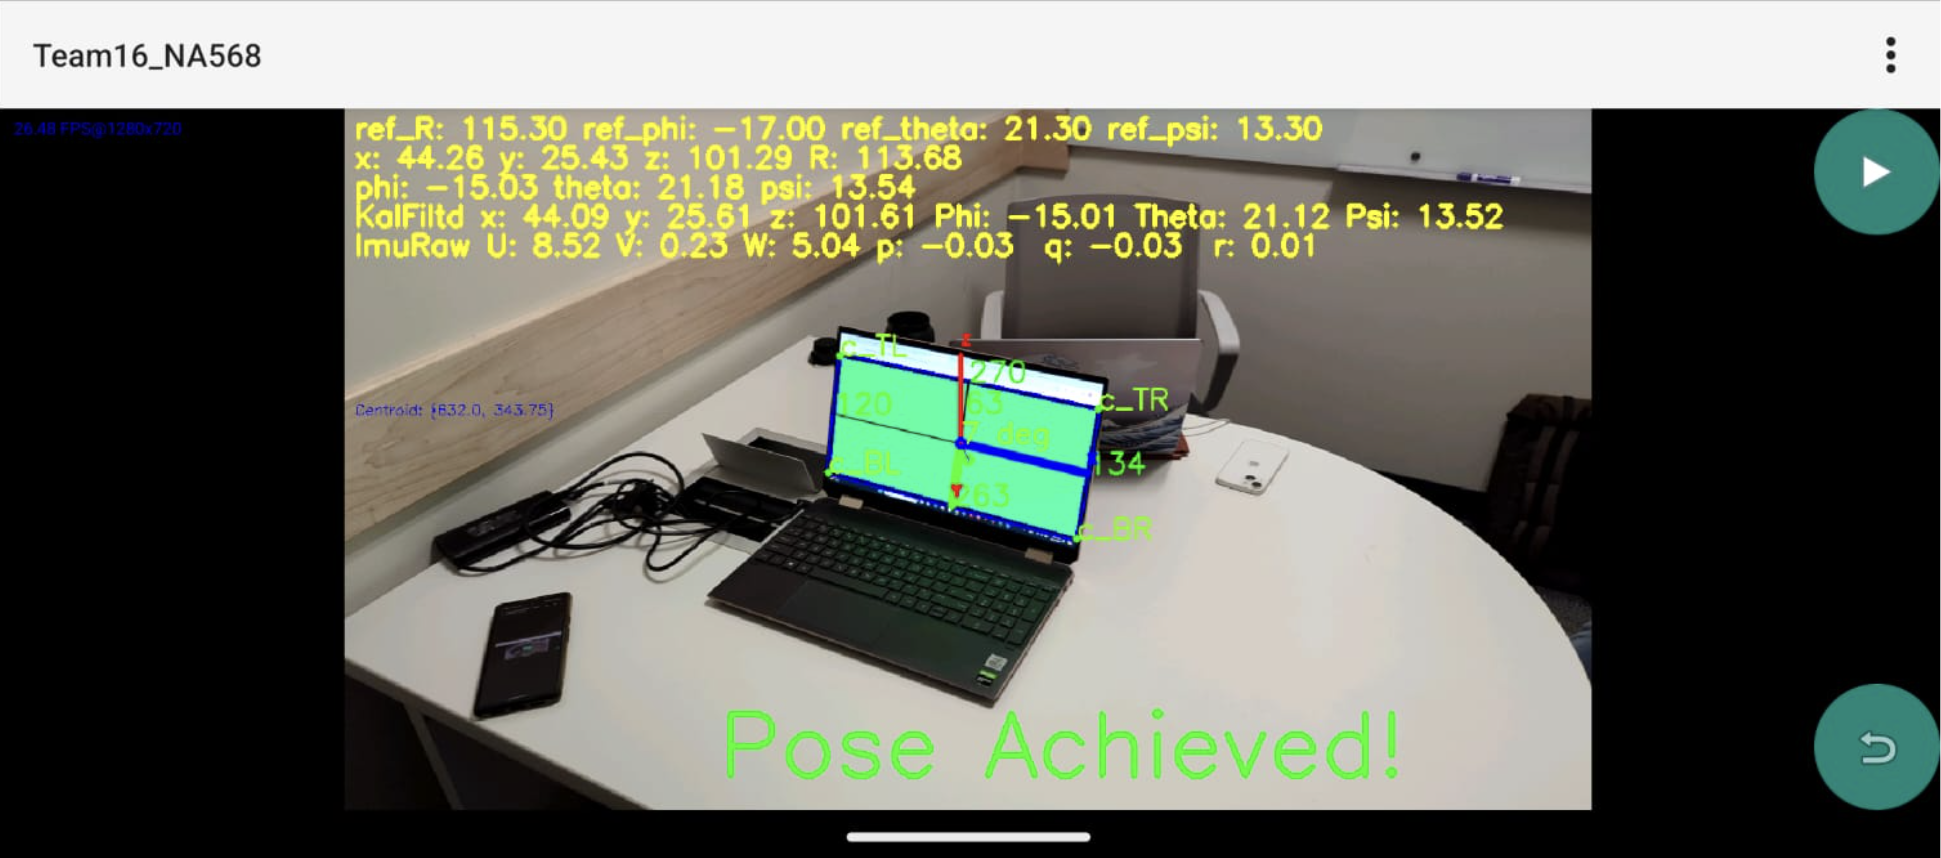 Team16_NA568
26.48 FPS@1280x720
ref_R: 115.30 ref_phi: -17.00 ref_theta: 21.30 ref_psi: 13.30
x: 44.26 y: 25.43 z: 101.29 R: 113.68
phi: -15.03 theta: 21.18 psi: 13.54
KalFiltd x: 44.09 y: 25.61 z: 101.61 Phi: -15.01 Theta: 21.12 Psi: 13.52
ImuRaw U: 8.52 V: 0.23 W: 5.04 p: -0.03 q: -0.03 r: 0.01
z
c_TL
270
c_TR
120
63
Centroid: {632.0, 343.75}
7 deg
c_BL
134
Y
263
c_BR
Pose Achieved!